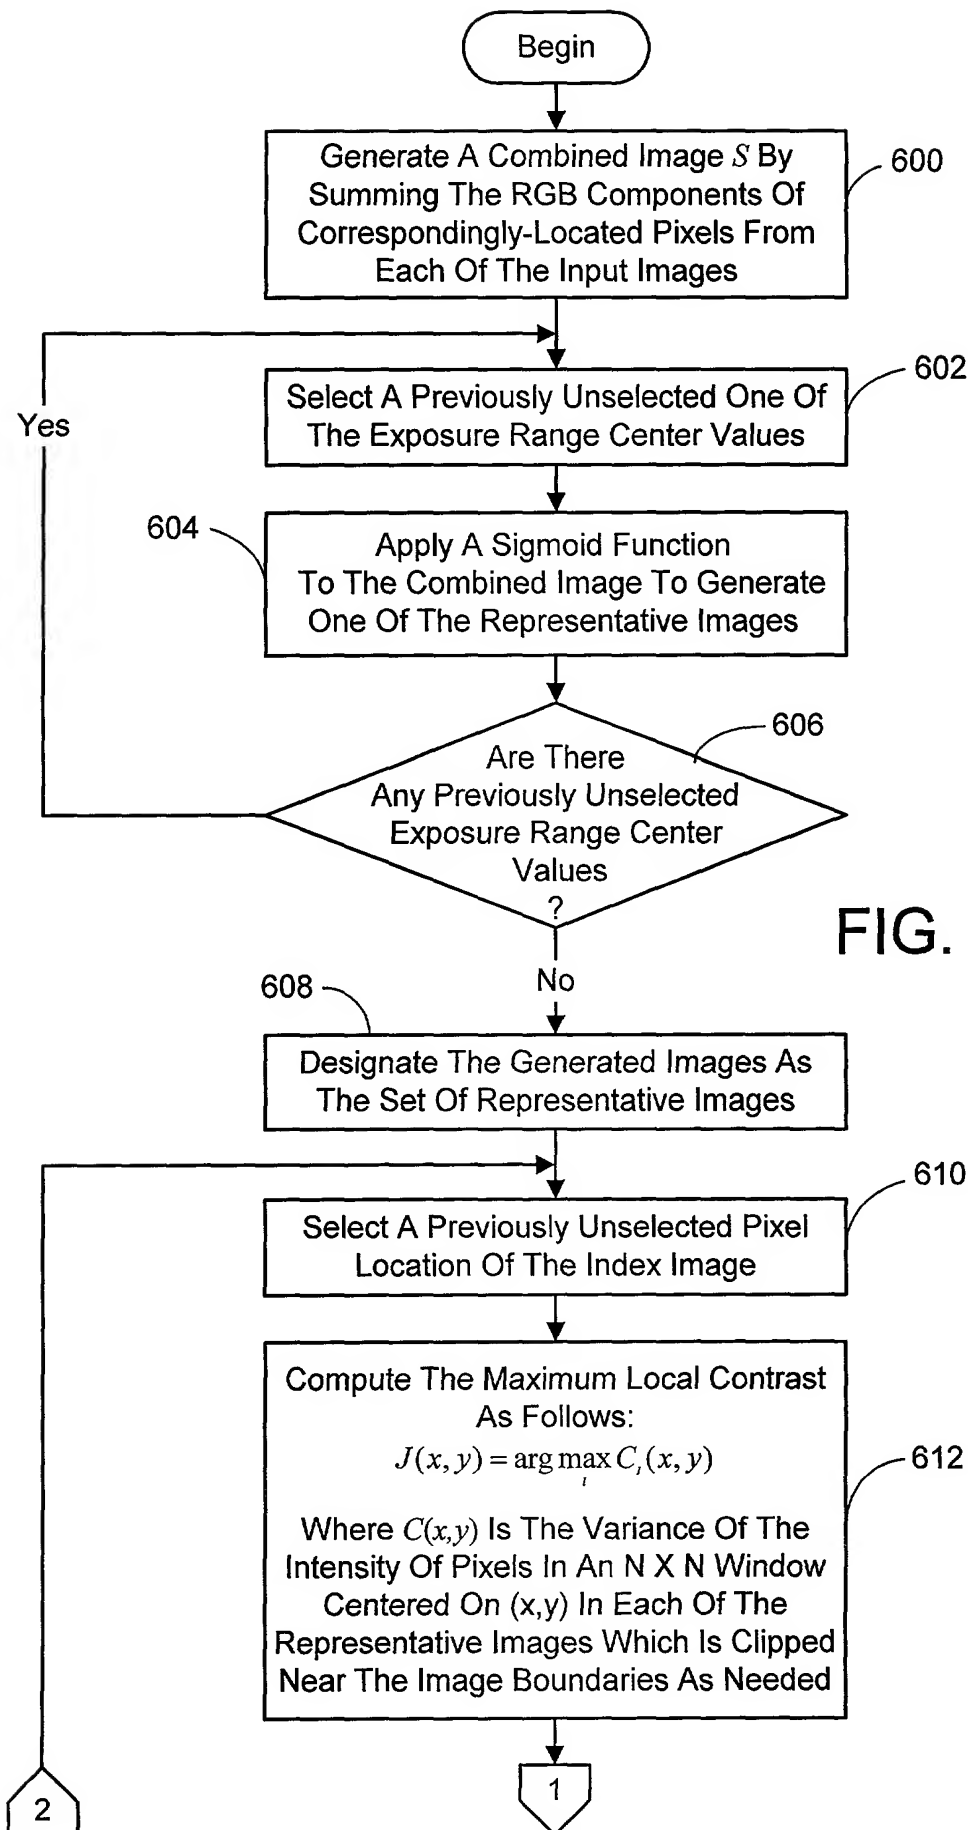 Begin
Generate A Combined Image S By
Summing The RGB Components Of
Correspondingly-Located Pixels From
Each Of The Input Images
600
Select A Previously Unselected One Of
The Exposure Range Center Values
602
Yes
604
Apply A Sigmoid Function
To The Combined Image To Generate
One Of The Representative Images
606
Are There
Any Previously Unselected
Exposure Range Center
Values
?
FIG.
No
608
Designate The Generated Images As
The Set Of Representative Images
610
Select A Previously Unselected Pixel
Location Of The Index Image
Compute The Maximum Local Contrast
As Follows:
J(x, y) = arg max C_i(x, y)
i
612
Where C(x,y) Is The Variance Of The
Intensity Of Pixels In An N X N Window
Centered On (x,y) In Each Of The
Representative Images Which Is Clipped
Near The Image Boundaries As Needed
1
2